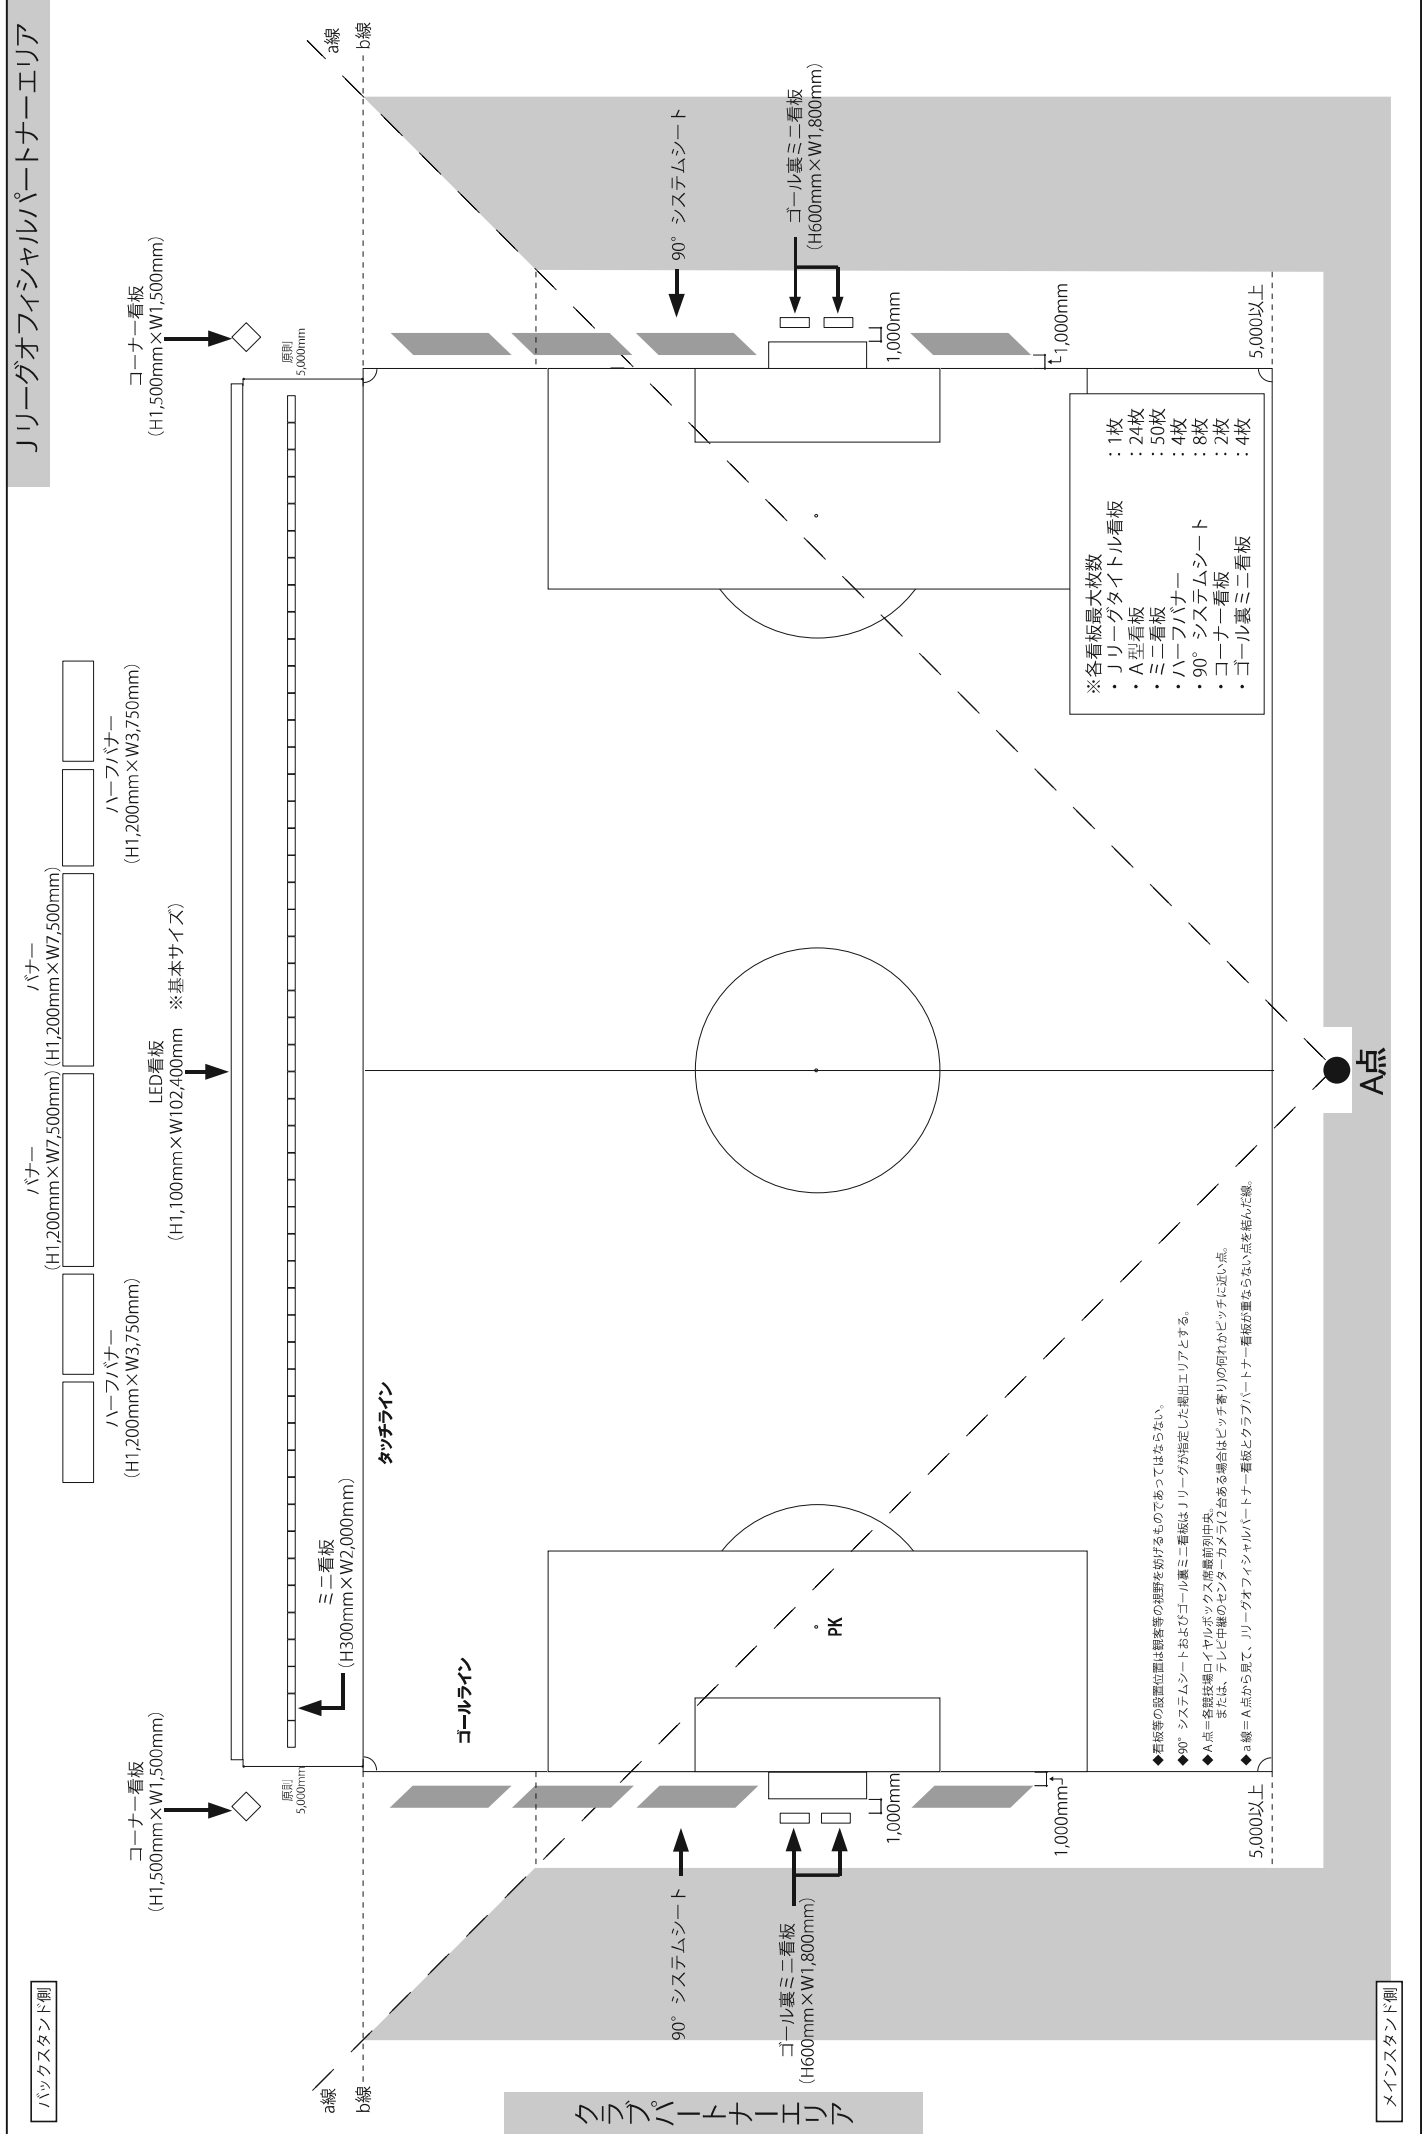 Jリーグオフィシャルパートナーエリア
バックスタンド側
バナー
(H1,200mm×W7,500mm)
バナー
(H1,200mm×W7,500mm)
ハーフバナー
(H1,200mm×W3,750mm)
ハーフバナー
(H1,200mm×W3,750mm)
コーナー看板
(H1,500mm×W1,500mm)
LED看板
(H1,100mm×W102,400mm ※基本サイズ)
コーナー看板
(H1,500mm×W1,500mm)
原則
5,000mm
原則
5,000mm
ミニ看板
(H300mm×W2,000mm)
a線
b線
a線
b線
タッチライン
ゴールライン
90° システムシート
90° システムシート
ゴール裏ミニ看板
(H600mm×W1,800mm)
ゴール裏ミニ看板
(H600mm×W1,800mm)
PK
1,000mm
1,000mm
1,000mm
1,000mm
5,000以上
5,000以上
※各看板最大枚数
・Jリーグタイトル看板 :1枚
・A型看板 :24枚
・ミニ看板 :50枚
・ハーフバナー :4枚
・90° システムシート :8枚
・コーナー看板 :2枚
・ゴール裏ミニ看板 :4枚
◆看板等の設置位置は観客等の視野を妨げるものであってはならない。
◆90° システムシートおよびゴール裏ミニ看板はJリーグが指定した掲出エリアとする。
◆A点=各競技場ロイヤルボックス席最前列中央。
または、テレビ中継のセンターカメラ(2台ある場合はピッチ寄り)の何れかピッチに近い点。
◆a線=A点から見て、Jリーグオフィシャルパートナー看板とクラブパートナー看板が重ならない点を結んだ線。
A点
クラブパートナーエリア
メインスタンド側